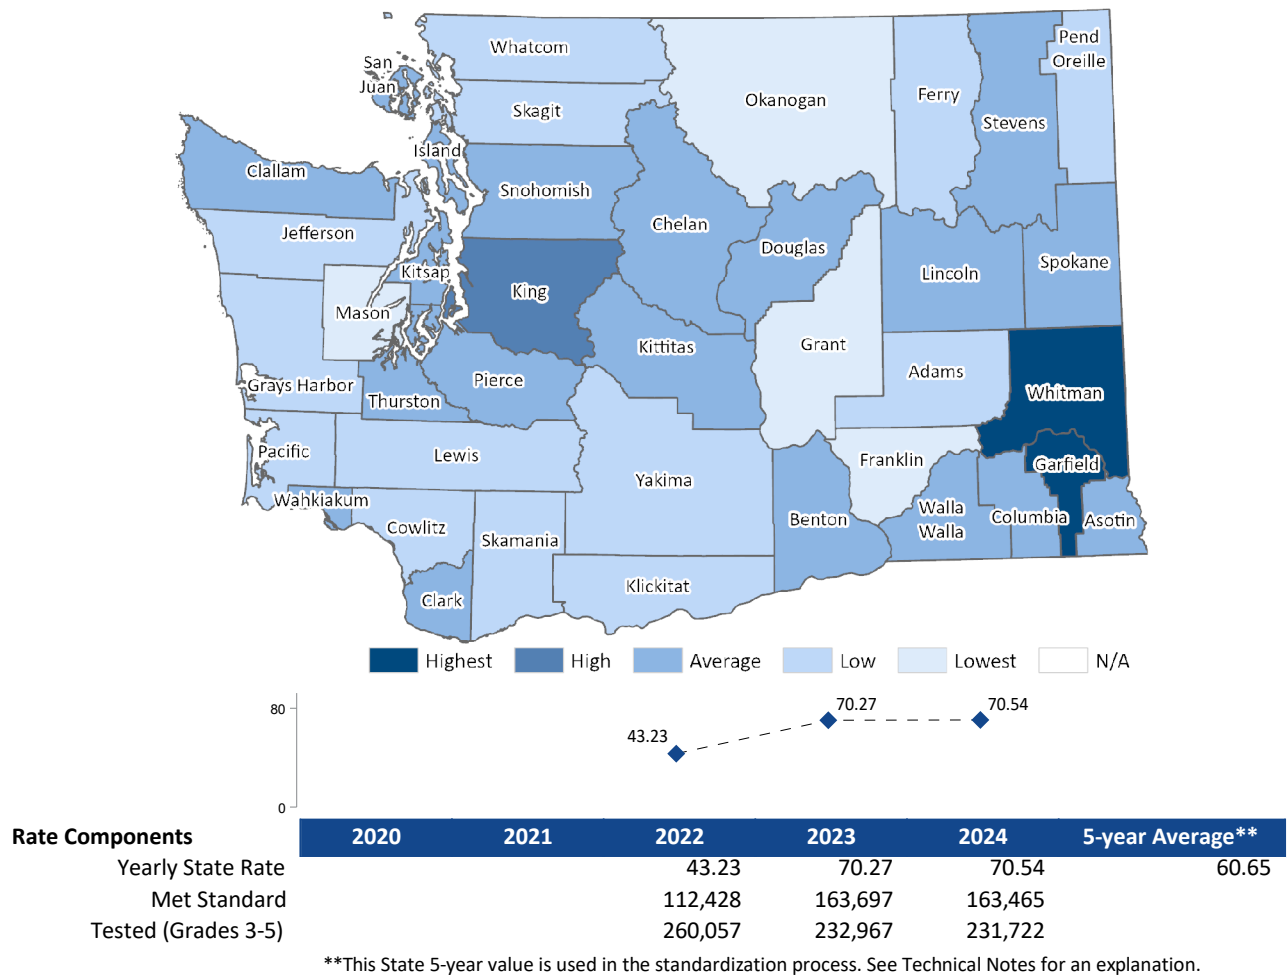 Whatcom
San
Juan
Skagit
Okanogan
Ferry
Pend
Oreille
Stevens
Island
Clallam
Snohomish
Chelan
Jefferson
Douglas
Kitsap
King
Lincoln
Spokane
Mason
Kittitas
Grant
Adams
Grays Harbor
Thurston
Pierce
Whitman
Pacific
Lewis
Yakima
Franklin
Garfield
Wahkiakum
Cowlitz
Skamania
Benton
Walla
Walla
Columbia
Asotin
Clark
Klickitat
Highest High Average Low Lowest N/A
80
0
43.23 70.27 70.54
Rate Components 2020 2021 2022 2023 2024 5-year Average**
Yearly State Rate 43.23 70.27 70.54 60.65
Met Standard 112,428 163,697 163,465
Tested (Grades 3-5) 260,057 232,967 231,722
**This State 5-year value is used in the standardization process. See Technical Notes for an explanation.